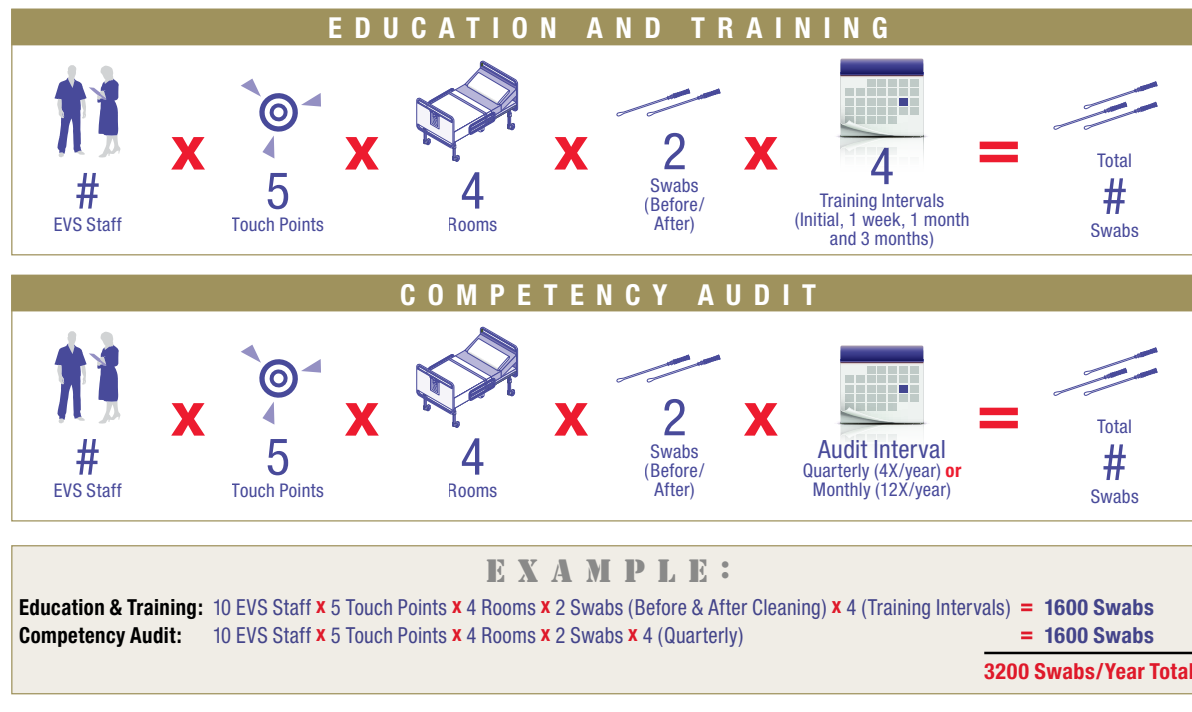 EDUCATION AND TRAINING
# x 5 x 4 x 2 x 4 = Total #
EVS Staff
Touch Points
Rooms
Swabs
(Before/
After)
Training Intervals
(Initial, 1 week, 1 month
and 3 months)
Swabs
COMPETENCY AUDIT
# x 5 x 4 x 2 x Audit Interval = Total #
EVS Staff
Touch Points
Rooms
Swabs
(Before/
After)
Quarterly (4X/year) or
Monthly (12X/year)
Swabs
EXAMPLE:
Education & Training: 10 EVS Staff x 5 Touch Points x 4 Rooms x 2 Swabs (Before & After Cleaning) x 4 (Training Intervals) = 1600 Swabs
Competency Audit: 10 EVS Staff x 5 Touch Points x 4 Rooms x 2 Swabs x 4 (Quarterly) = 1600 Swabs
3200 Swabs/Year Total